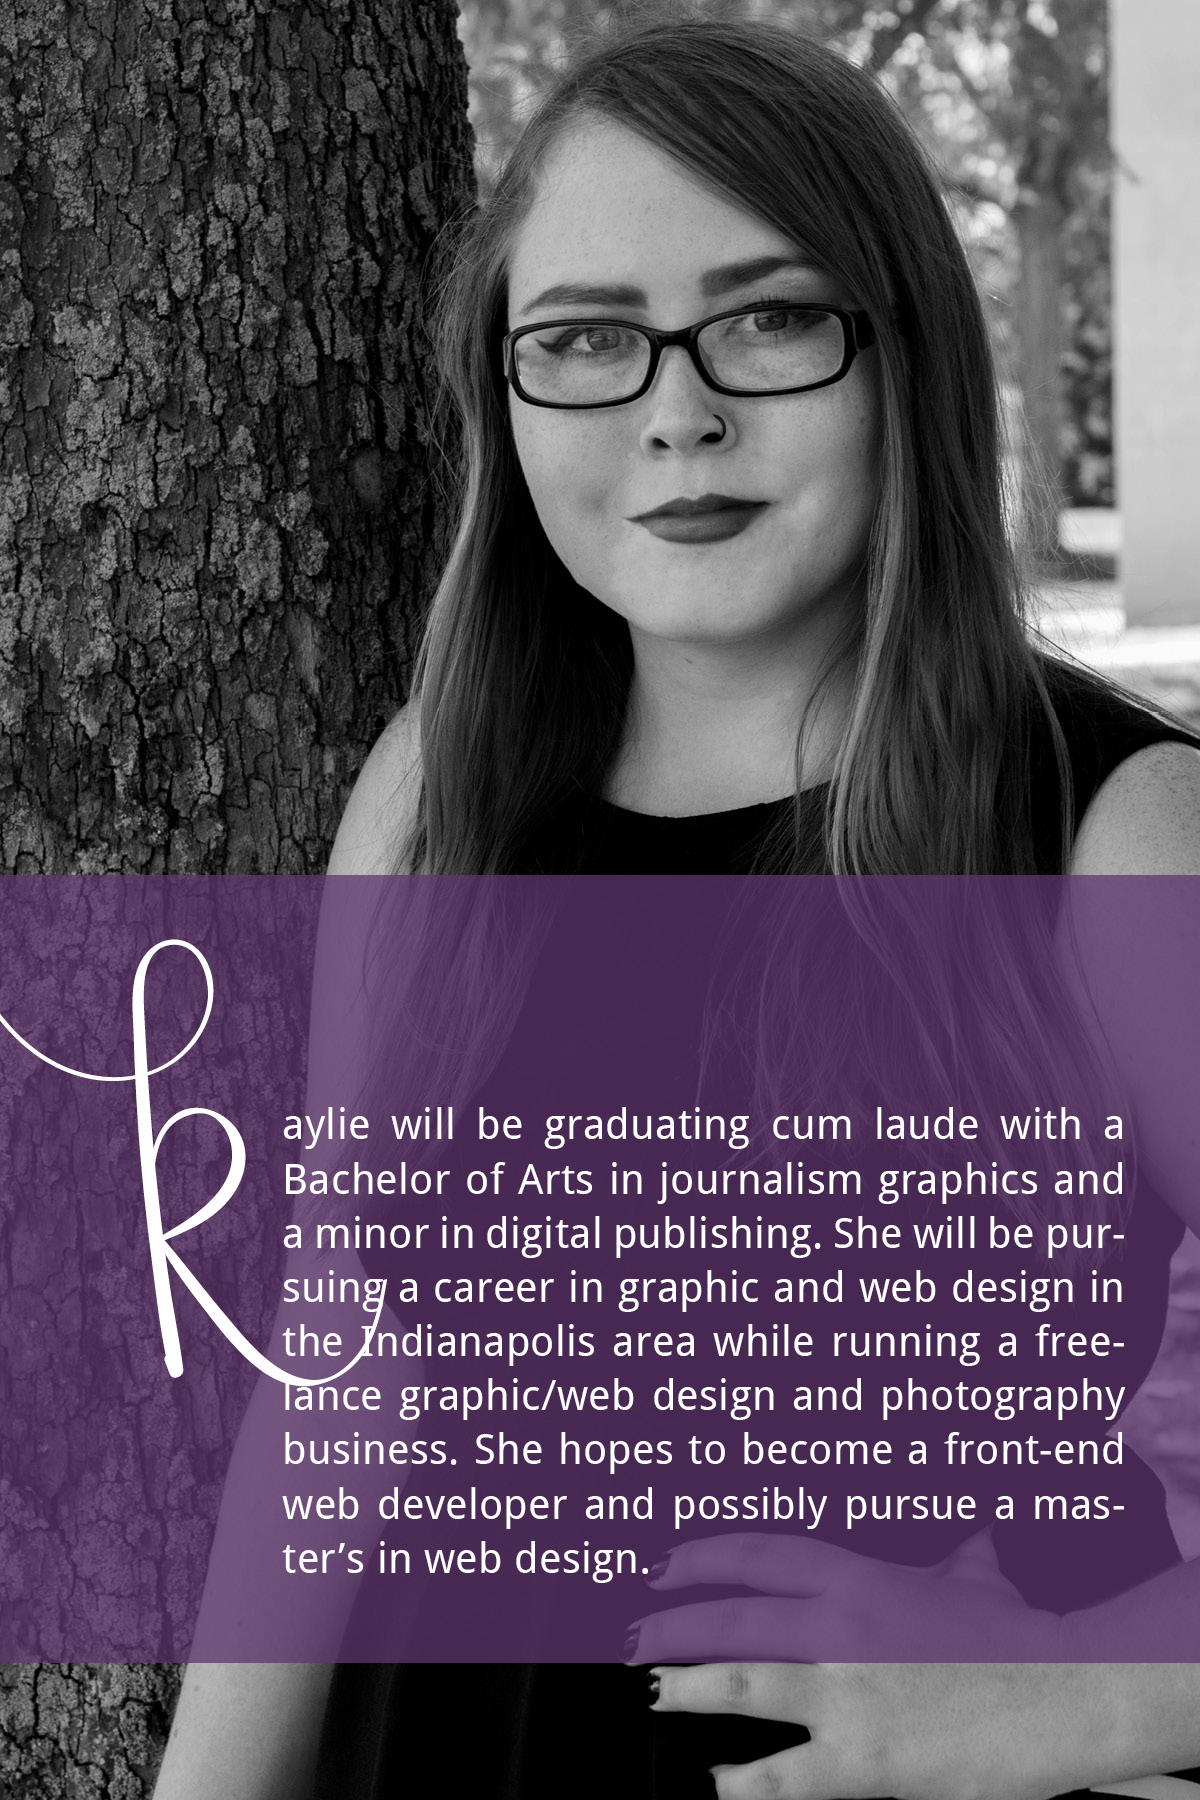 kaylie will be graduating cum laude with a
Bachelor of Arts in journalism graphics and
a minor in digital publishing. She will be pur-
suing a career in graphic and web design in
the Indianapolis area while running a free-
lance graphic/web design and photography
business. She hopes to become a front-end
web developer and possibly pursue a mas-
ter’s in web design.